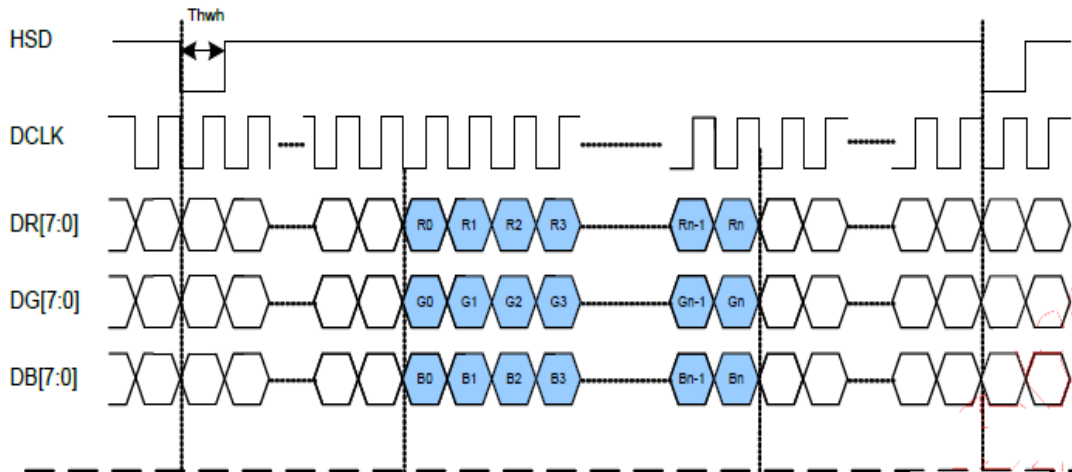 Thwh
HSD
DCLK
DR[7:0] R0 R1 R2 R3 Rn-1 Rn
DG[7:0] G0 G1 G2 G3 Gn-1 Gn
DB[7:0] B0 B1 B2 B3 Bn-1 Bn